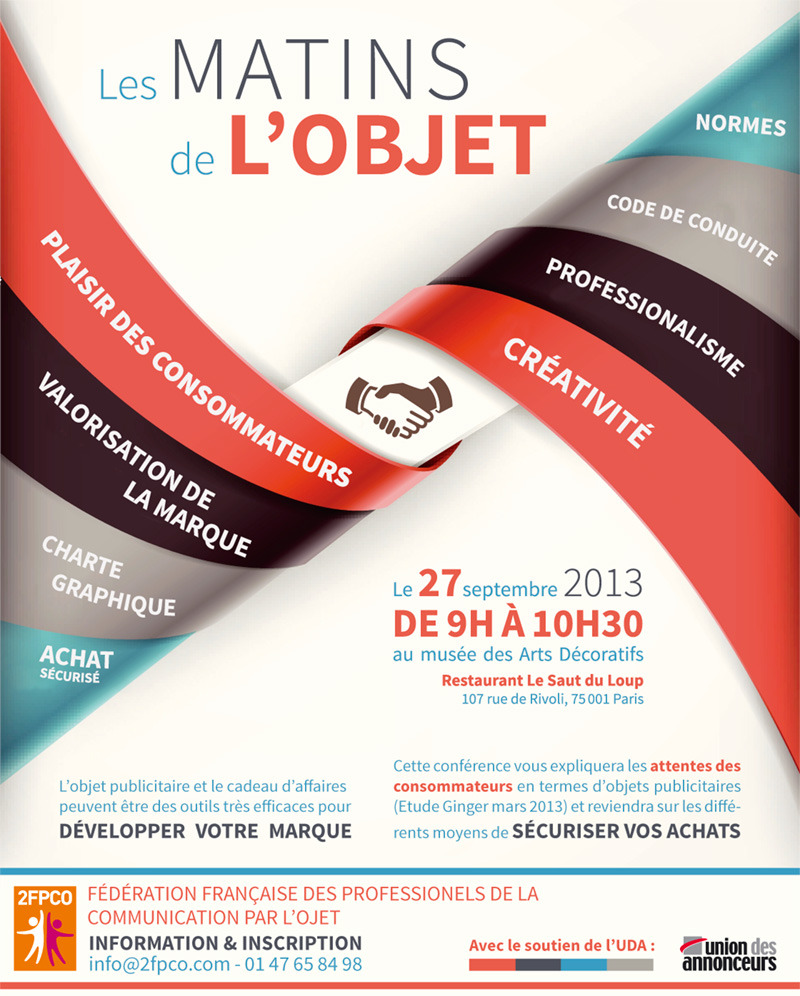 Les MATINS
de L'OBJET
NORMES
CODE DE CONDUITE
PROFESSIONALISME
CRÉATIVITÉ
PLAISIR DES CONSOMMATEURS
VALORISATION DE
LA MARQUE
CHARTE
GRAPHIQUE
ACHAT
SÉCURISÉ
Le 27 septembre 2013
DE 9H À 10H30
au musée des Arts Décoratifs
Restaurant Le Saut du Loup
107 rue de Rivoli, 75 001 Paris
L'objet publicitaire et le cadeau d'affaires
peuvent être des outils très efficaces pour
DÉVELOPPER VOTRE MARQUE
Cette conférence vous expliquera les attentes des
consommateurs en termes d'objets publicitaires
(Etude Ginger mars 2013) et reviendra sur les diffé-
rents moyens de SÉCURISER VOS ACHATS
2FPCO
FÉDÉRATION FRANÇAISE DES PROFESSIONELS DE LA
COMMUNICATION PAR L'OJET
INFORMATION & INSCRIPTION
info@2fpco.com - 01 47 65 84 98
Avec le soutien de l'UDA :
union des
annonceurs